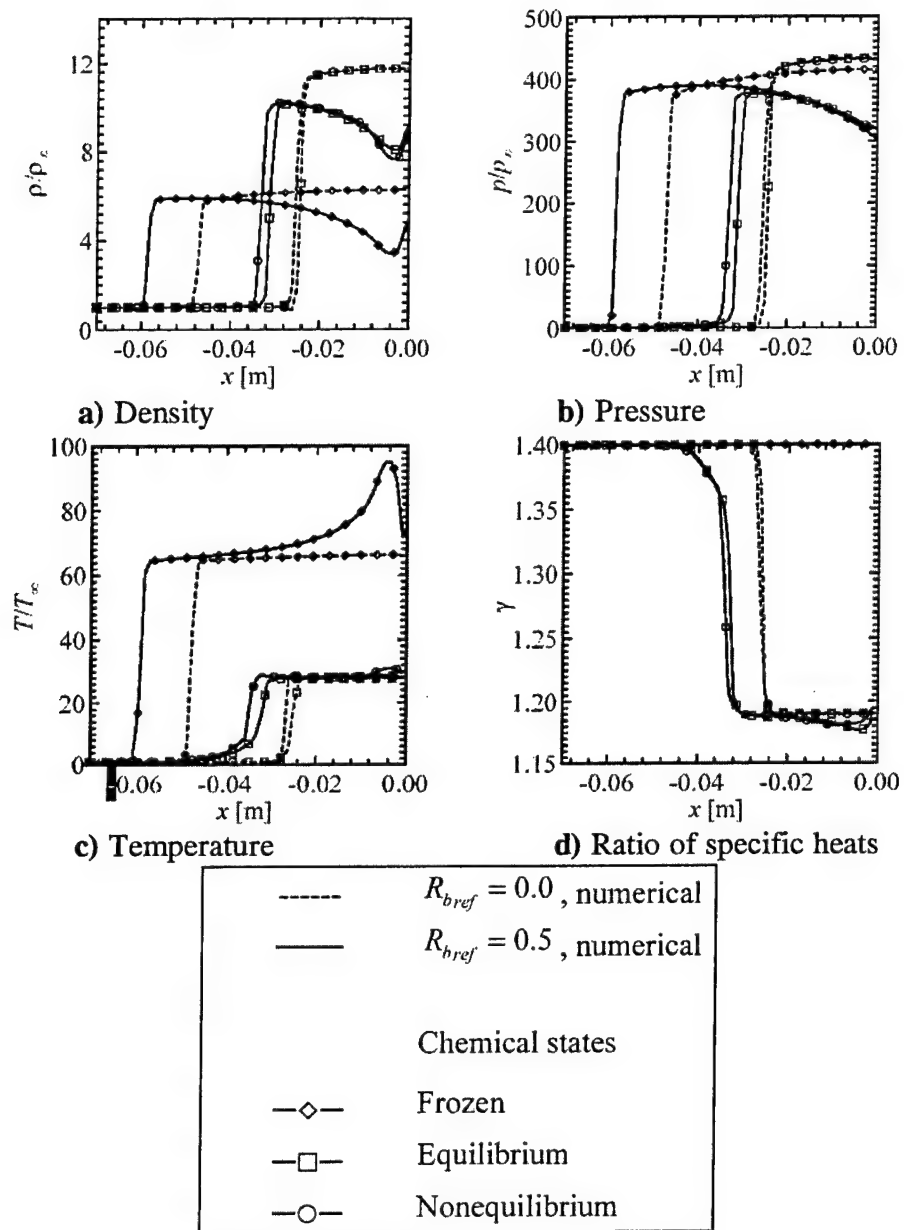 12
8
4
0
ρ/ρ
-0.06 -0.04 -0.02 0.00
x [m]
a) Density
500
400
300
200
100
0
p/p
-0.06 -0.04 -0.02 0.00
x [m]
b) Pressure
100
80
60
40
20
0
T/T∞
-0.06 -0.04 -0.02 0.00
x [m]
c) Temperature
1.40
1.35
1.30
1.25
1.20
1.15
γ
-0.06 -0.04 -0.02 0.00
x [m]
d) Ratio of specific heats
R_bref = 0.0 , numerical
R_bref = 0.5 , numerical
Chemical states
Frozen
Equilibrium
Nonequilibrium